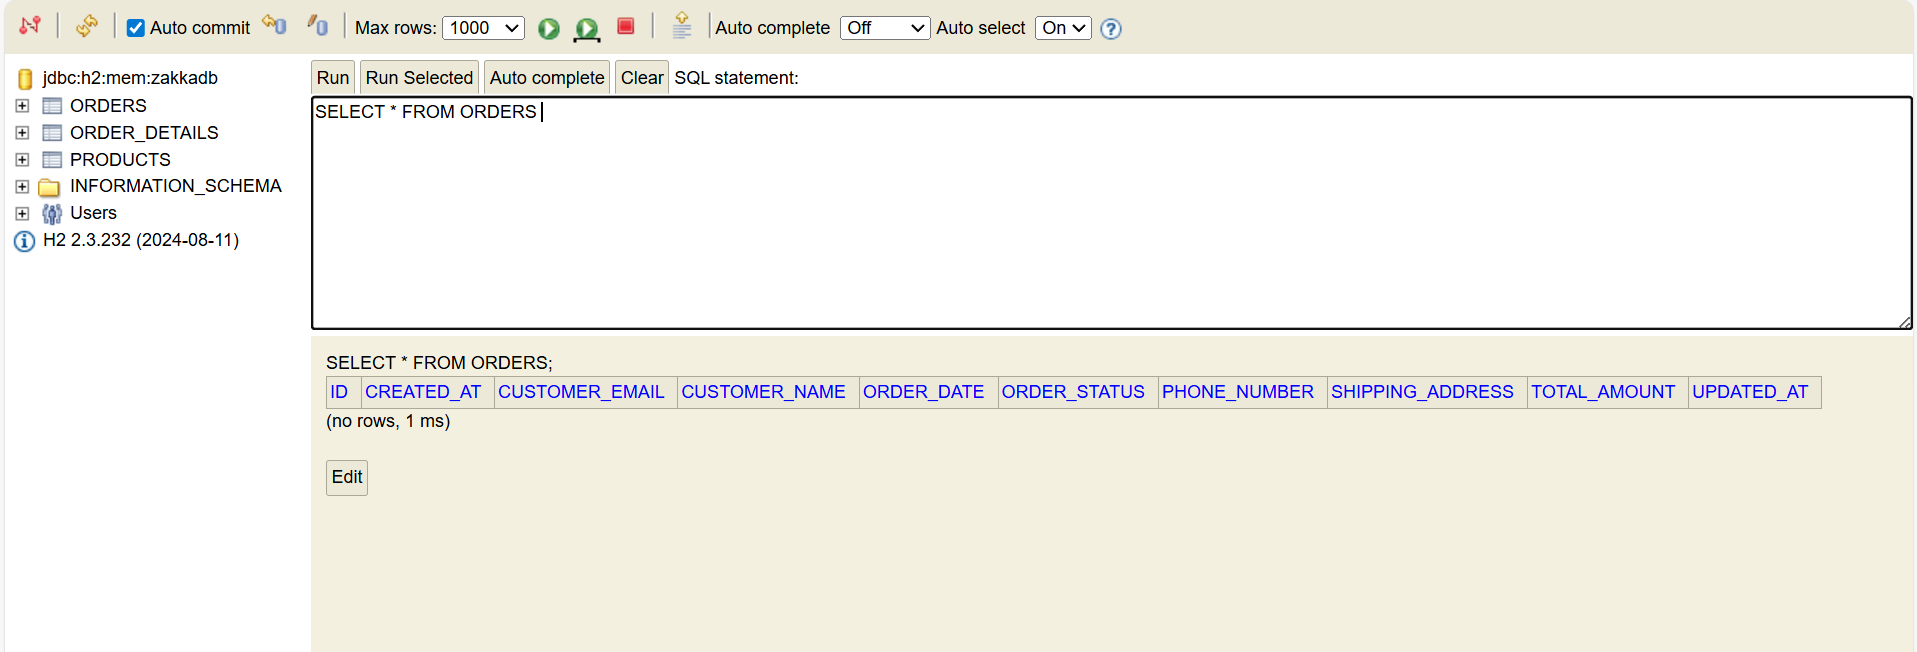 Auto commit Max rows: 1000 Auto complete Off Auto select On
jdbc:h2:mem:zakkadb
ORDERS
ORDER_DETAILS
PRODUCTS
INFORMATION_SCHEMA
Users
H2 2.3.232 (2024-08-11)
Run Run Selected Auto complete Clear SQL statement:
SELECT * FROM ORDERS
SELECT * FROM ORDERS;
ID CREATED_AT CUSTOMER_EMAIL CUSTOMER_NAME ORDER_DATE ORDER_STATUS PHONE_NUMBER SHIPPING_ADDRESS TOTAL_AMOUNT UPDATED_AT
(no rows, 1 ms)
Edit